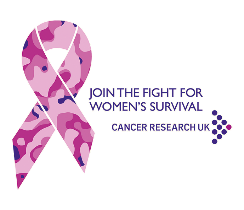 JOIN THE FIGHT FOR
WOMEN'S SURVIVAL
CANCER RESEARCH UK